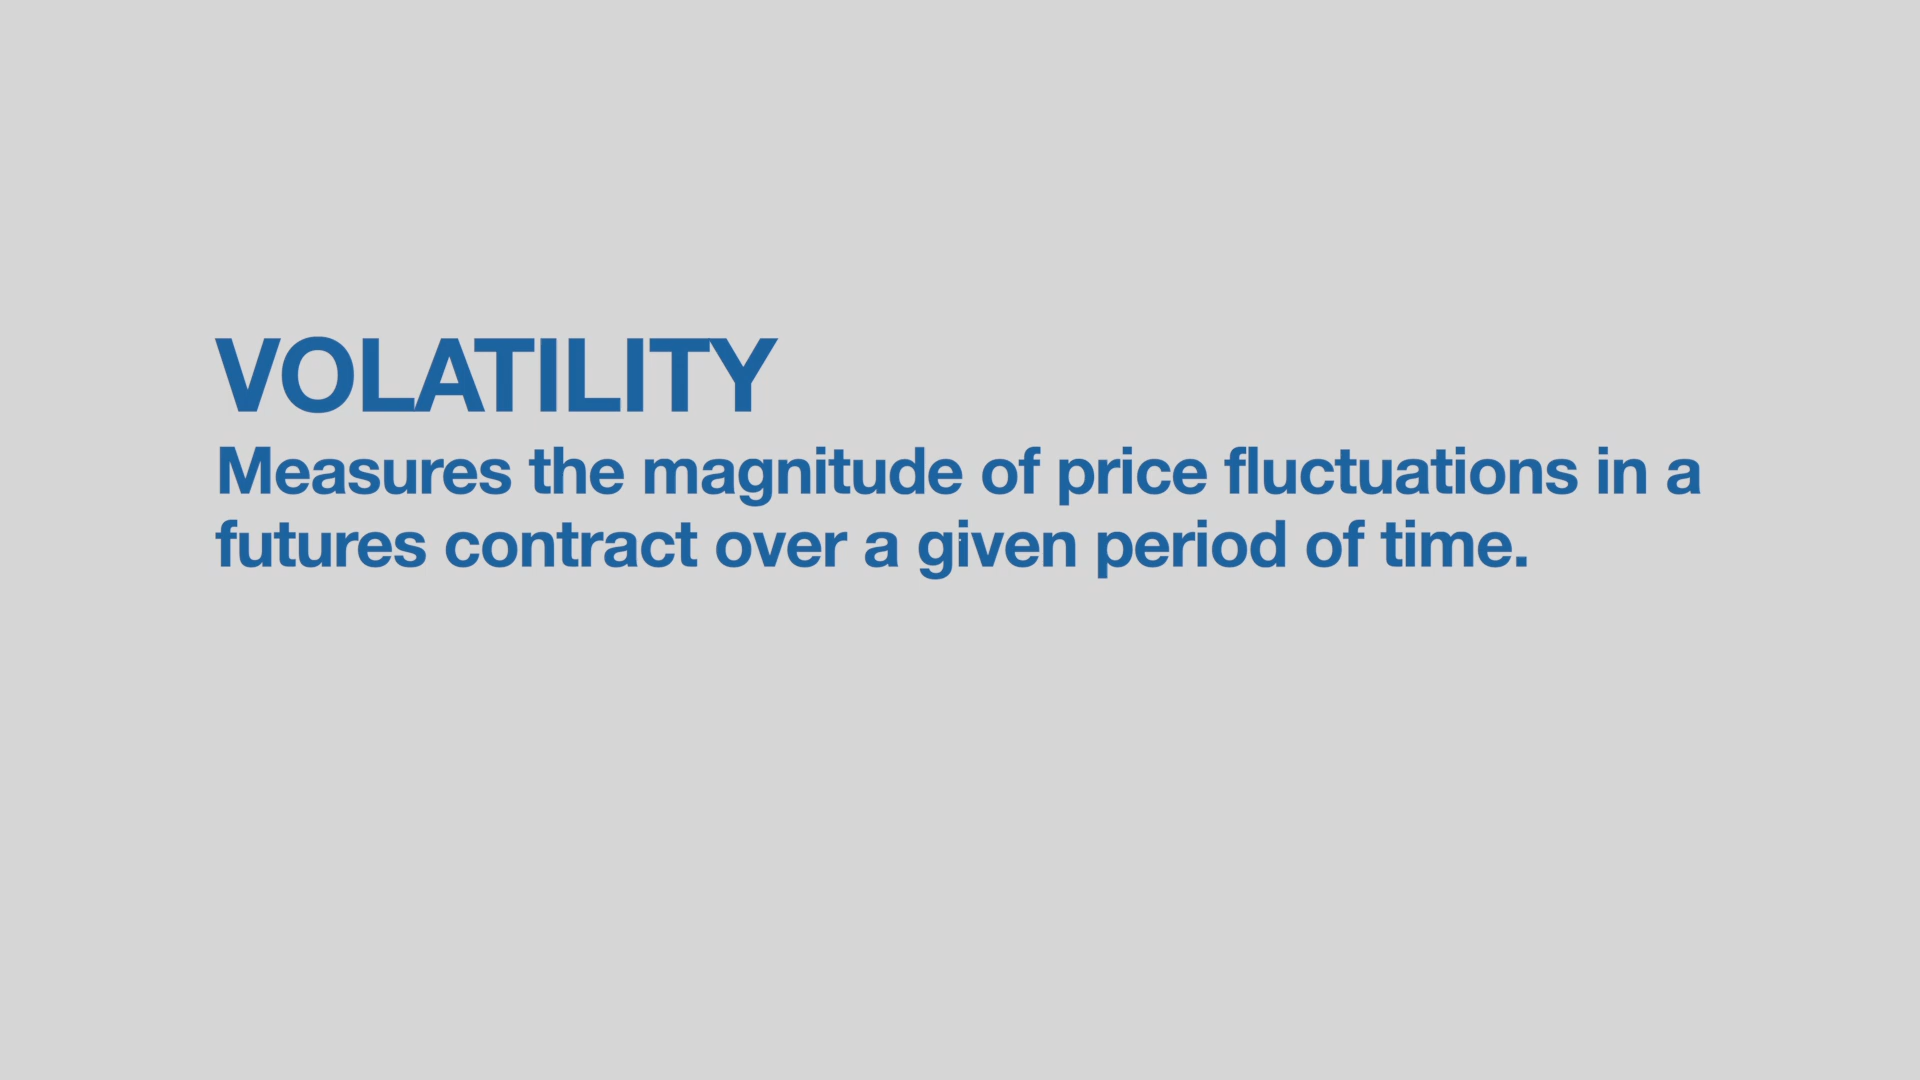 VOLATILITY
Measures the magnitude of price fluctuations in a
futures contract over a given period of time.